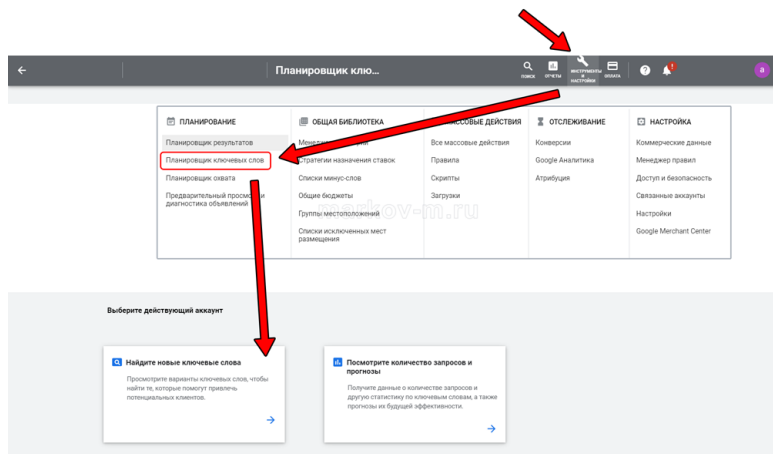 Планировщик клю...
ПОИСК
ОТЧЕТЫ
ИНСТРУМЕНТЫ
И
НАСТРОЙКИ
ОПЛАТА
a
ПЛАНИРОВАНИЕ
Планировщик результатов
Планировщик ключевых слов
Планировщик охвата
Предварительный просмотр и
диагностика объявлений
ОБЩАЯ БИБЛИОТЕКА
Стратегии назначения ставок
Списки минус-слов
Общие бюджеты
Группы местоположений
Списки исключенных мест
размещения
МАССОВЫЕ ДЕЙСТВИЯ
Все массовые действия
Правила
Скрипты
Загрузки
ОТСЛЕЖИВАНИЕ
Конверсии
Google Аналитика
Атрибуция
НАСТРОЙКА
Коммерческие данные
Менеджер правил
Доступ и безопасность
Связанные аккаунты
Настройки
Google Merchant Center
markov-m.ru
Выберите действующий аккаунт
Найдите новые ключевые слова
Просмотрите варианты ключевых слов, чтобы
найти те, которые помогут привлечь
потенциальных клиентов.
Посмотрите количество запросов и
прогнозы
Получите данные о количестве запросов и
другую статистику по ключевым словам, а также
прогнозы их будущей эффективности.